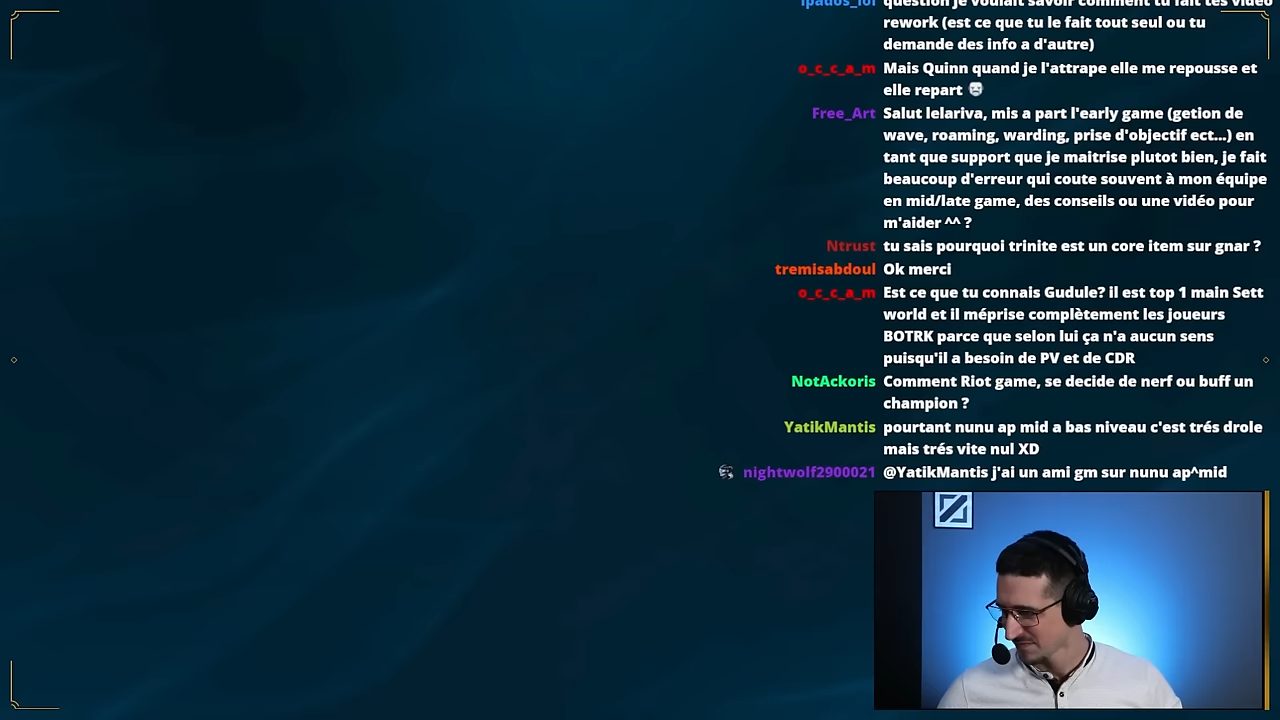 ipados_lol question je voulait savoir comment tu fait tes video
rework (est ce que tu le fait tout seul ou tu
demande des info a d'autre)
o_c_c_a_m Mais Quinn quand je l'attrape elle me repousse et
elle repart
Free_Art Salut lelariva, mis a part l'early game (getion de
wave, roaming, warding, prise d'objectif ect...) en
tant que support que je maitrise plutot bien, je fait
beaucoup d'erreur qui coute souvent à mon équipe
en mid/late game, des conseils ou une vidéo pour
m'aider ^^ ?
Ntrust tu sais pourquoi trinite est un core item sur gnar ?
tremisabdoul Ok merci
o_c_c_a_m Est ce que tu connais Gudule? il est top 1 main Sett
world et il méprise complètement les joueurs
BOTRK parce que selon lui ça n'a aucun sens
puisqu'il a besoin de PV et de CDR
NotAckoris Comment Riot game, se decide de nerf ou buff un
champion ?
YatikMantis pourtant nunu ap mid a bas niveau c'est trés drole
mais trés vite nul XD
nightwolf2900021 @YatikMantis j'ai un ami gm sur nunu ap^mid